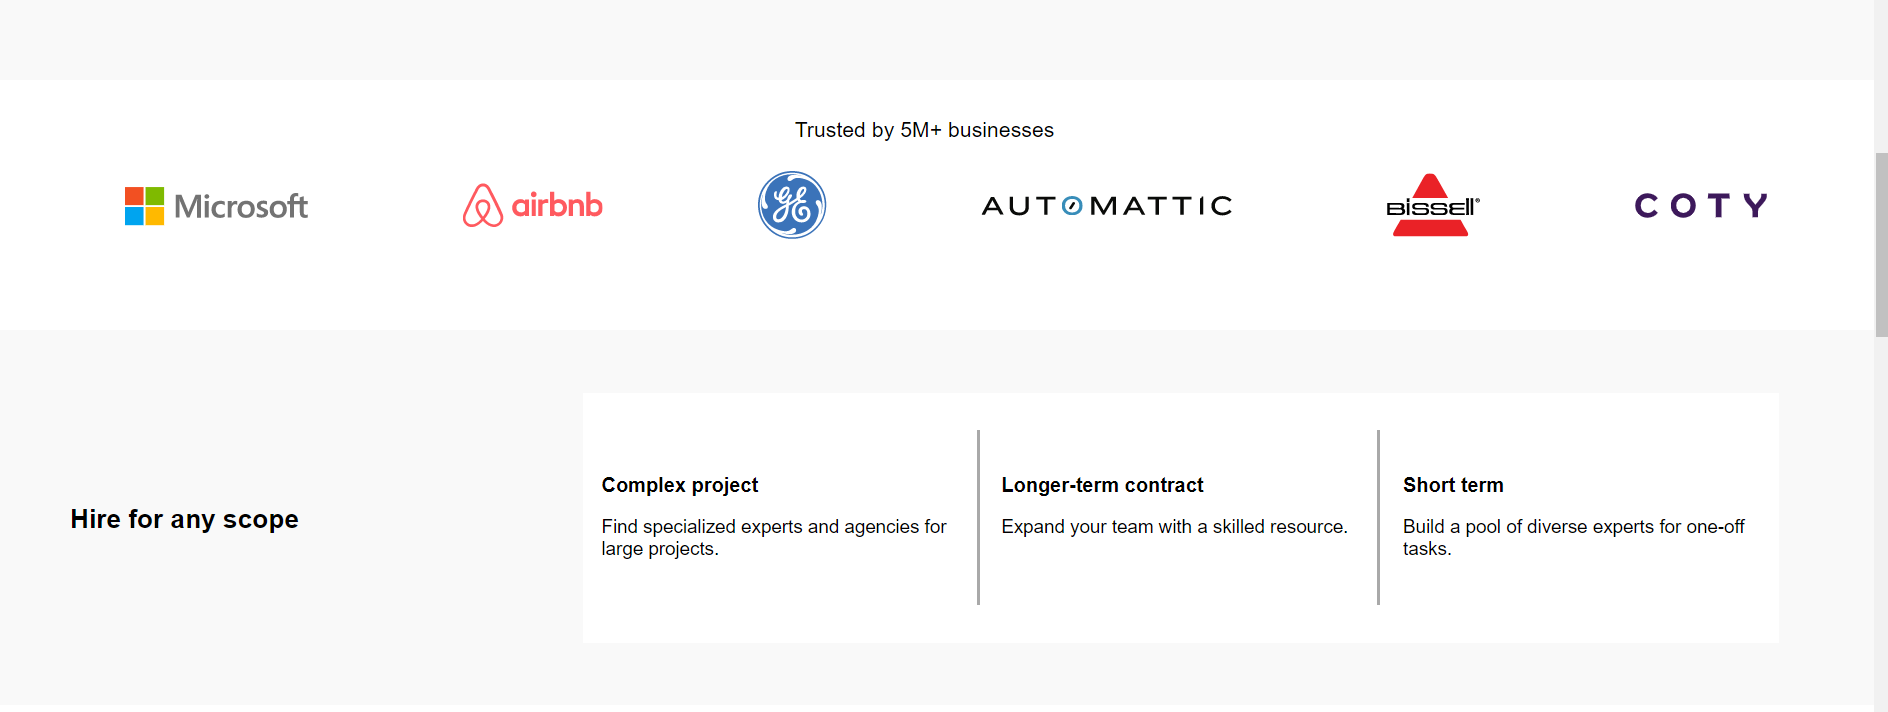 Trusted by 5M+ businesses
Microsoft
airbnb
GE
AUTOMATTIC
BISSELL®
COTY
Hire for any scope
Complex project
Find specialized experts and agencies for
large projects.
Longer-term contract
Expand your team with a skilled resource.
Short term
Build a pool of diverse experts for one-off
tasks.